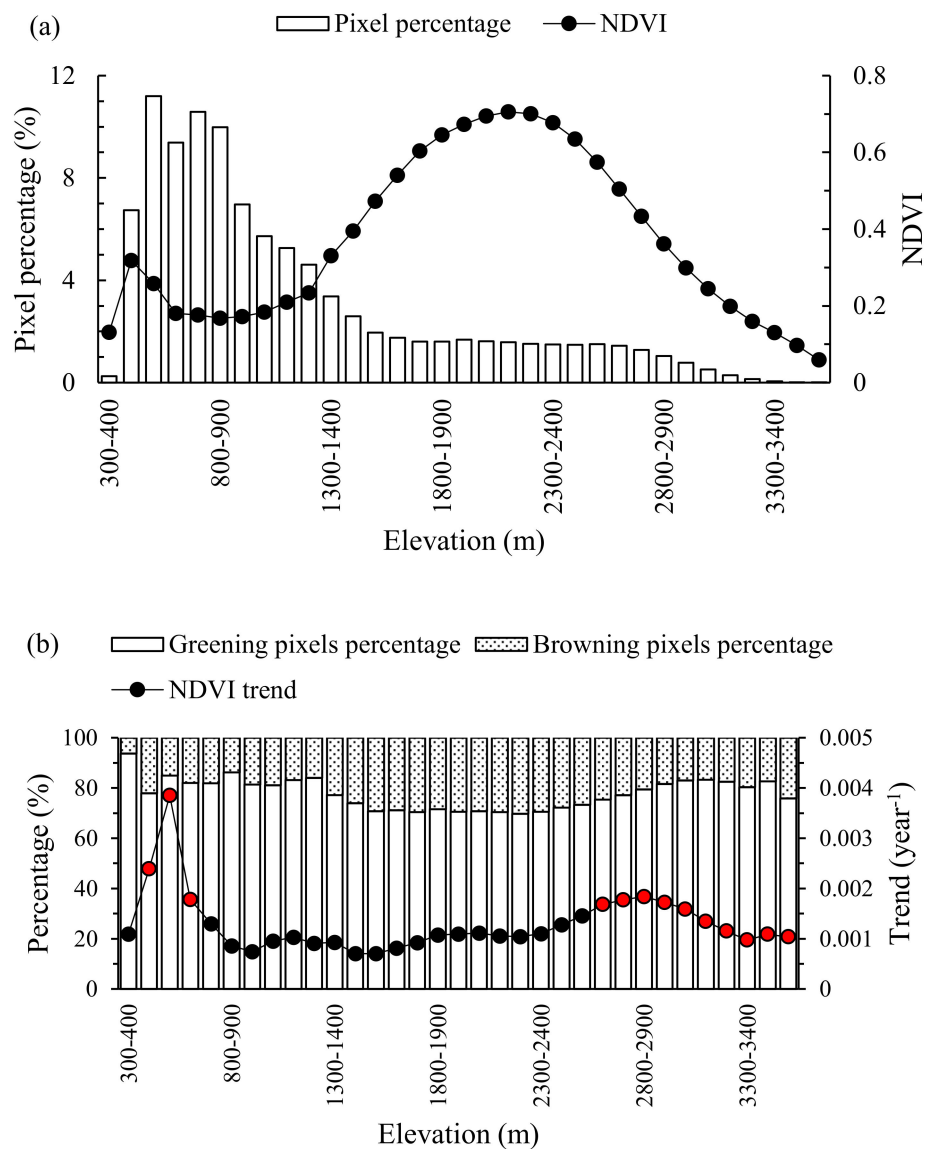 (a)
Pixel percentage
NDVI
12
8
4
0
Pixel percentage (%)
0.8
0.6
0.4
0.2
0
NDVI
300-400
800-900
1300-1400
1800-1900
2300-2400
2800-2900
3300-3400
Elevation (m)
(b)
Greening pixels percentage
Browning pixels percentage
NDVI trend
100
80
60
40
20
0
Percentage (%)
0.005
0.004
0.003
0.002
0.001
0
Trend (year⁻¹)
300-400
800-900
1300-1400
1800-1900
2300-2400
2800-2900
3300-3400
Elevation (m)